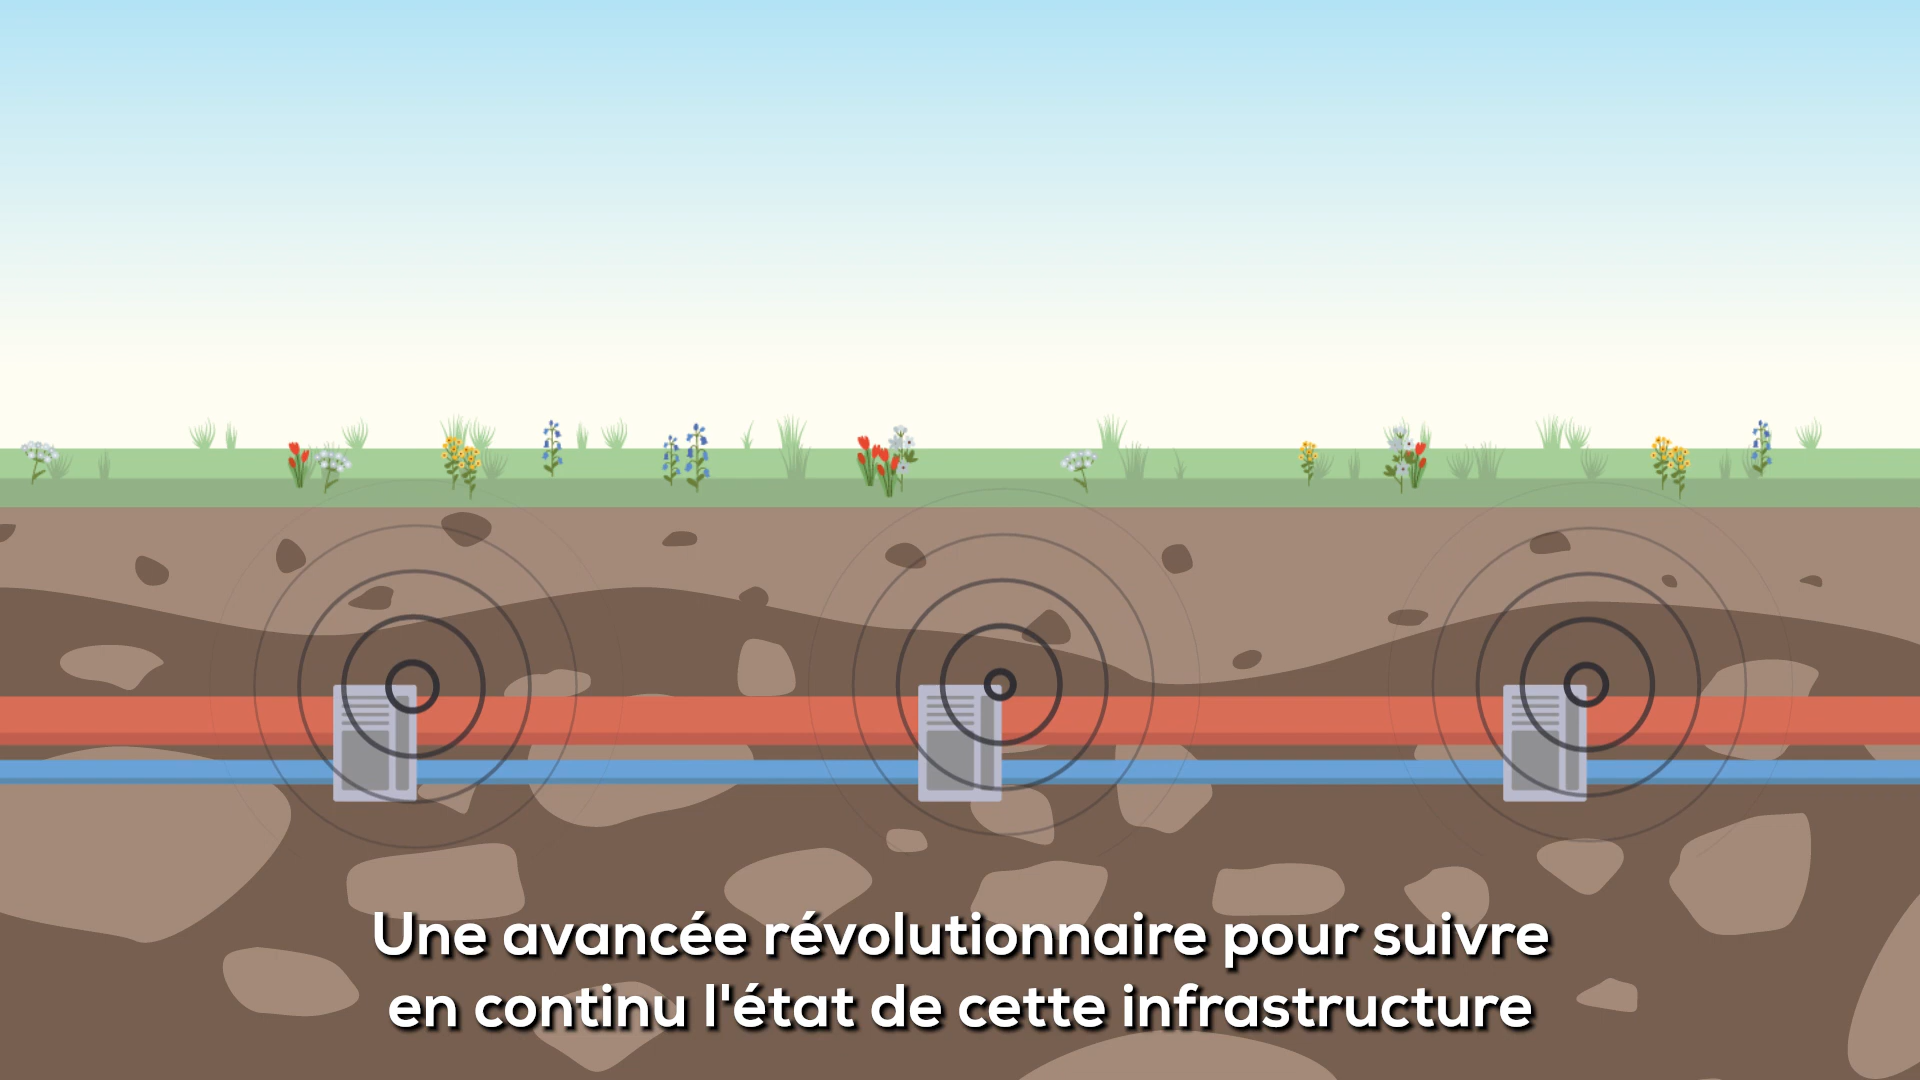 Une avancée révolutionnaire pour suivre
en continu l'état de cette infrastructure